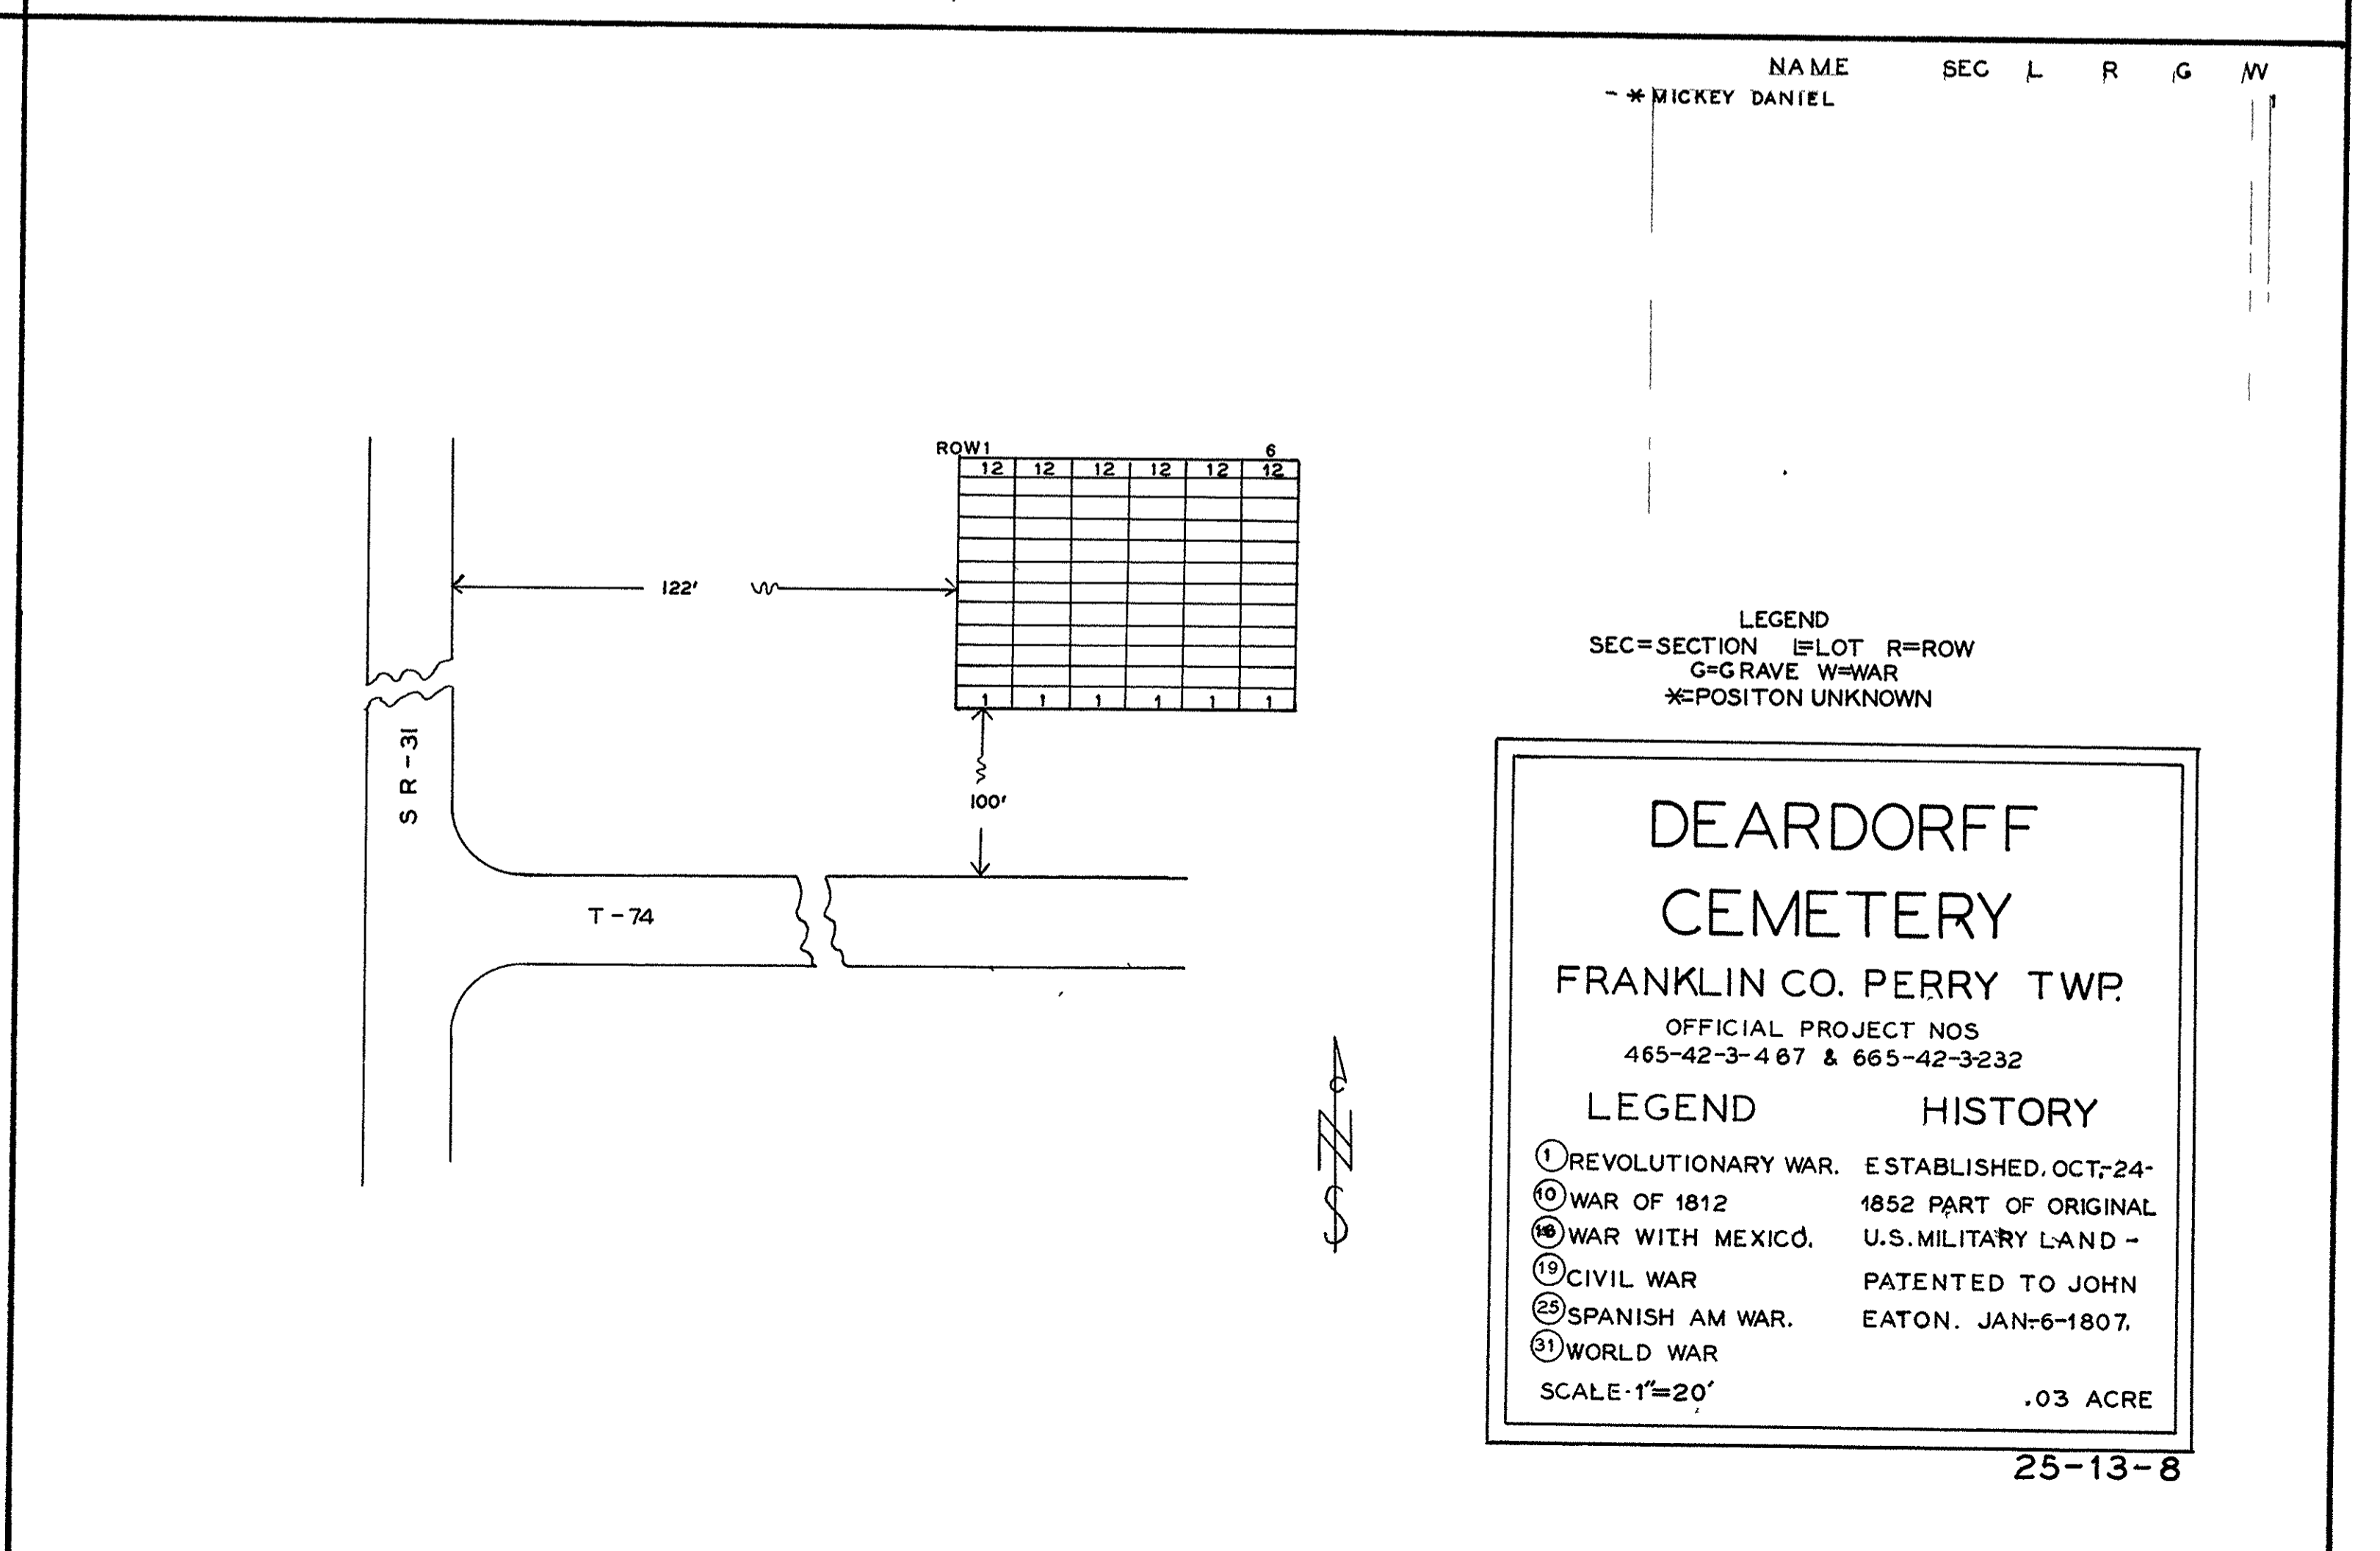 NAME SEC L R G W
- * MICKEY DANIEL 1
ROW 1 6
12 12 12 12 12 12
122'
1 1 1 1 1 1
100'
S R - 31
T - 74
N
S
LEGEND
SEC=SECTION L=LOT R=ROW
G=GRAVE W=WAR
*=POSITON UNKNOWN
DEARDORFF
CEMETERY
FRANKLIN CO. PERRY TWP.
OFFICIAL PROJECT NOS
465-42-3-467 & 665-42-3-232
LEGEND HISTORY
1 REVOLUTIONARY WAR. ESTABLISHED. OCT.-24-
10 WAR OF 1812 1852 PART OF ORIGINAL
WAR WITH MEXICO. U.S. MILITARY LAND -
19 CIVIL WAR PATENTED TO JOHN
25 SPANISH AM WAR. EATON. JAN.-6-1807.
31 WORLD WAR
SCALE-1"=20' .03 ACRE
25-13-8